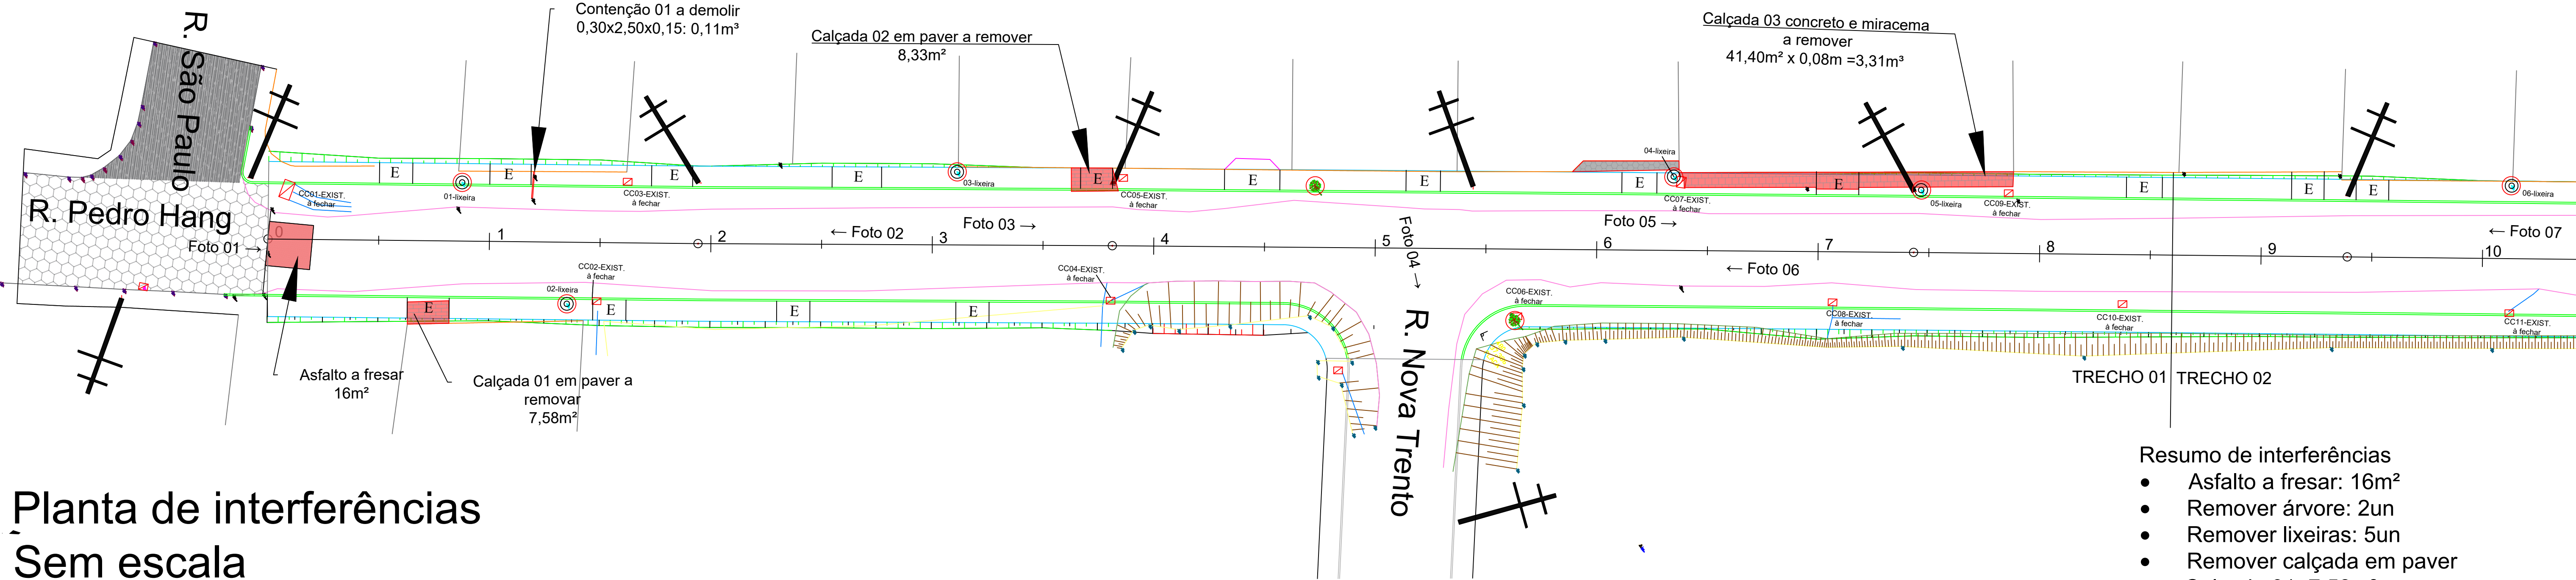 Contenção 01 a demolir
0,30x2,50x0,15: 0,11m³
Calçada 02 em paver a remover
8,33m²
Calçada 03 concreto e miracema
a remover
41,40m² x 0,08m =3,31m³
R. São Paulo
R. Pedro Hang
04-lixeira
E
E
E
E
E
E
E
E
E
E
E
E
CC01-EXIST.
à fechar
01-lixeira
CC03-EXIST.
à fechar
03-lixeira
CC05-EXIST.
à fechar
CC07-EXIST.
à fechar
05-lixeira
CC09-EXIST.
à fechar
06-lixeira
Foto 01 →
← Foto 02
Foto 03 →
Foto 04 →
Foto 05 →
← Foto 06
← Foto 07
0
1
2
3
4
5
6
7
8
9
10
CC02-EXIST.
à fechar
02-lixeira
CC04-EXIST.
à fechar
CC06-EXIST.
à fechar
CC08-EXIST.
à fechar
CC10-EXIST.
à fechar
CC11-EXIST.
à fechar
E
E
E
E
R. Nova Trento
Asfalto a fresar
16m²
Calçada 01 em paver a
removar
7,58m²
TRECHO 01
TRECHO 02
Planta de interferências
Sem escala
Resumo de interferências
• Asfalto a fresar: 16m²
• Remover árvore: 2un
• Remover lixeiras: 5un
• Remover calçada em paver